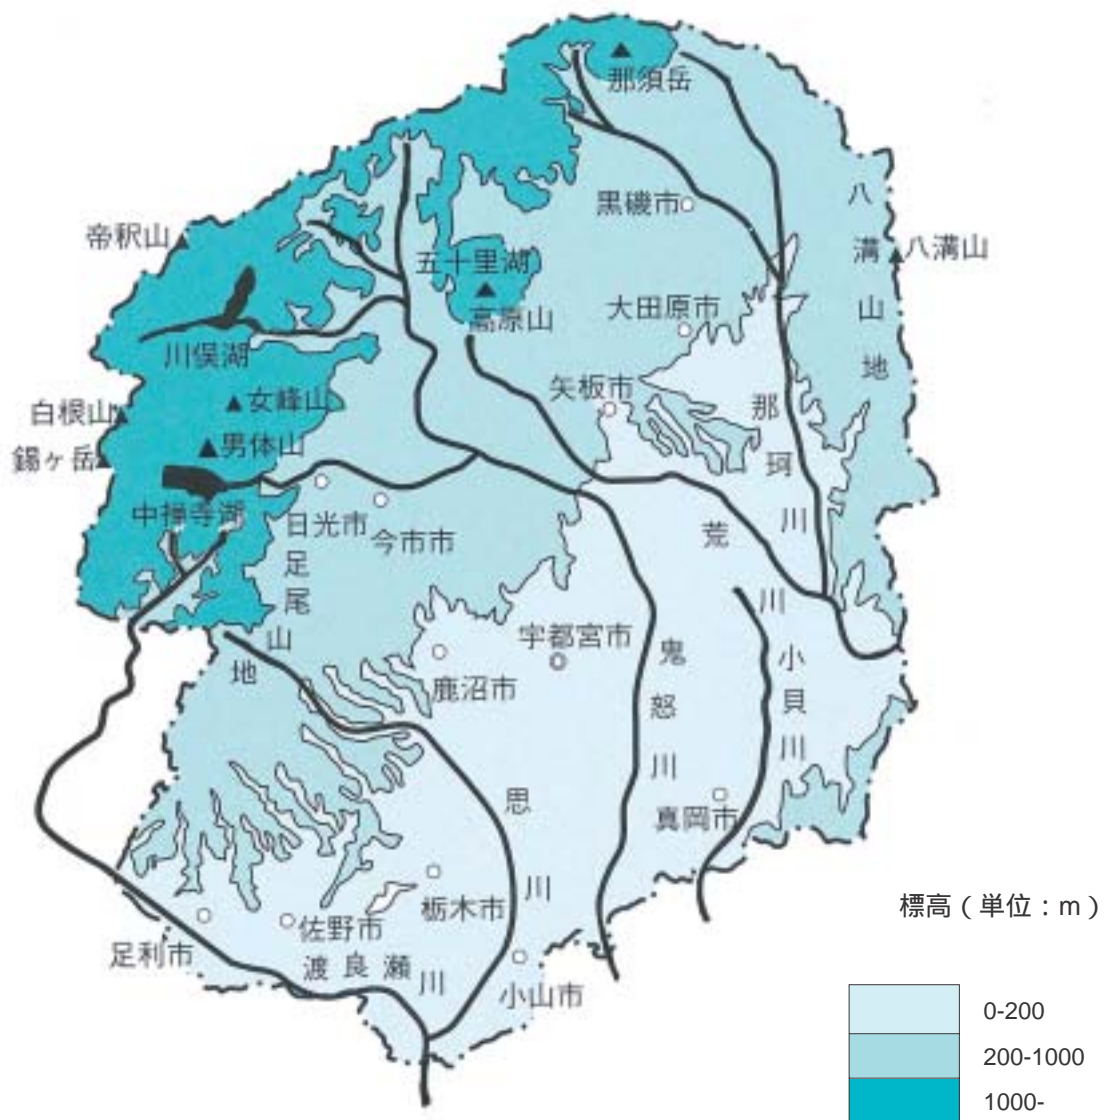 那須岳
黒磯市
八溝山地
帝釈山
五十里湖
八溝山
高原山
大田原市
川俣湖
矢板市
白根山
女峰山
那珂川
男体山
錫ヶ岳
中禅寺湖
日光市
今市市
荒川
足尾山地
宇都宮市
鬼怒川
小貝川
鹿沼市
思川
真岡市
栃木市
佐野市
足利市
渡良瀬川
小山市
標高（単位：m）
0-200
200-1000
1000-